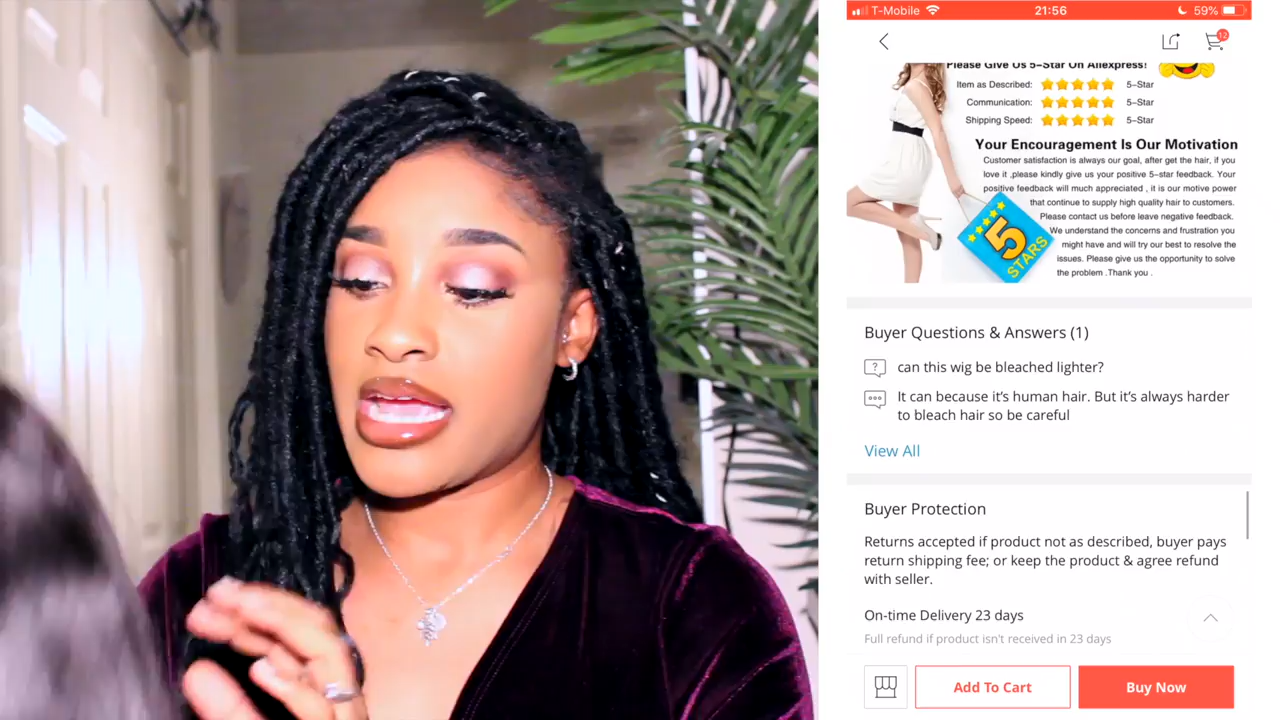 T-Mobile
21:56
59%
12
Please Give Us 5-Star On Aliexpress!
Item as Described: 5-Star
Communication: 5-Star
Shipping Speed: 5-Star
Your Encouragement Is Our Motivation
Customer satisfaction is always our goal, after get the hair, if you
love it ,please kindly give us your positive 5-star feedback. Your
positive feedback will much appreciated , it is our motive power
that continue to supply high quality hair to customers.
Please contact us before leave negative feedback.
We understand the concerns and frustration you
might have and will try our best to resolve the
issues. Please give us the opportunity to solve
the problem .Thank you .
5
STARS
Buyer Questions & Answers (1)
can this wig be bleached lighter?
It can because it’s human hair. But it’s always harder
to bleach hair so be careful
View All
Buyer Protection
Returns accepted if product not as described, buyer pays
return shipping fee; or keep the product & agree refund
with seller.
On-time Delivery 23 days
Full refund if product isn't received in 23 days
Add To Cart
Buy Now